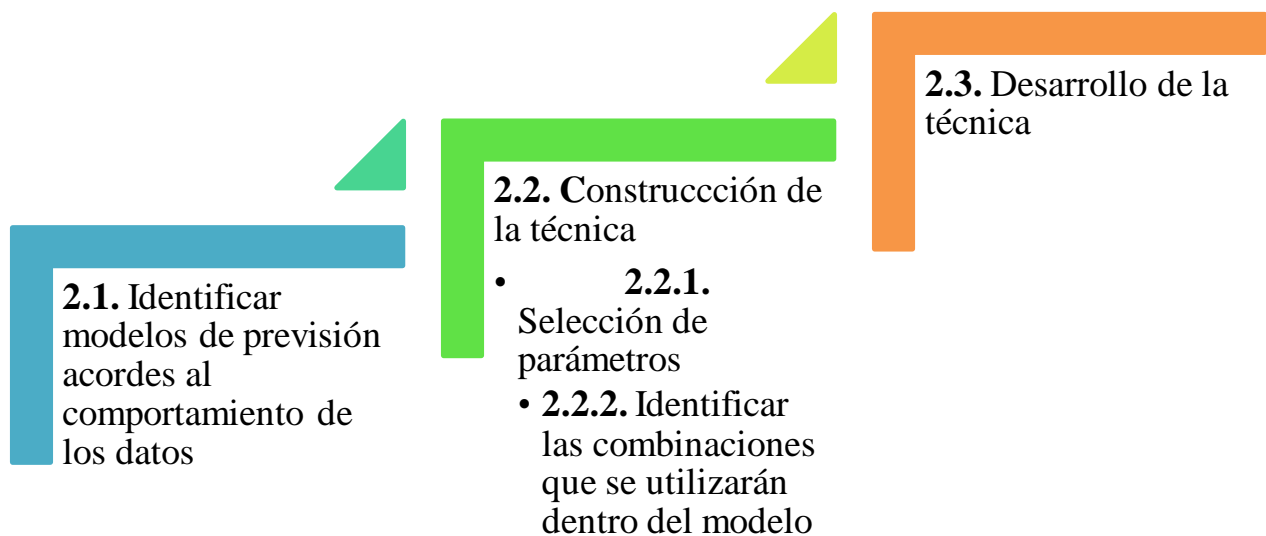 2.1. Identificar
modelos de previsión
acordes al
comportamiento de
los datos
2.2. Construccción de
la técnica
• 2.2.1.
Selección de
parámetros
• 2.2.2. Identificar
las combinaciones
que se utilizarán
dentro del modelo
2.3. Desarrollo de la
técnica